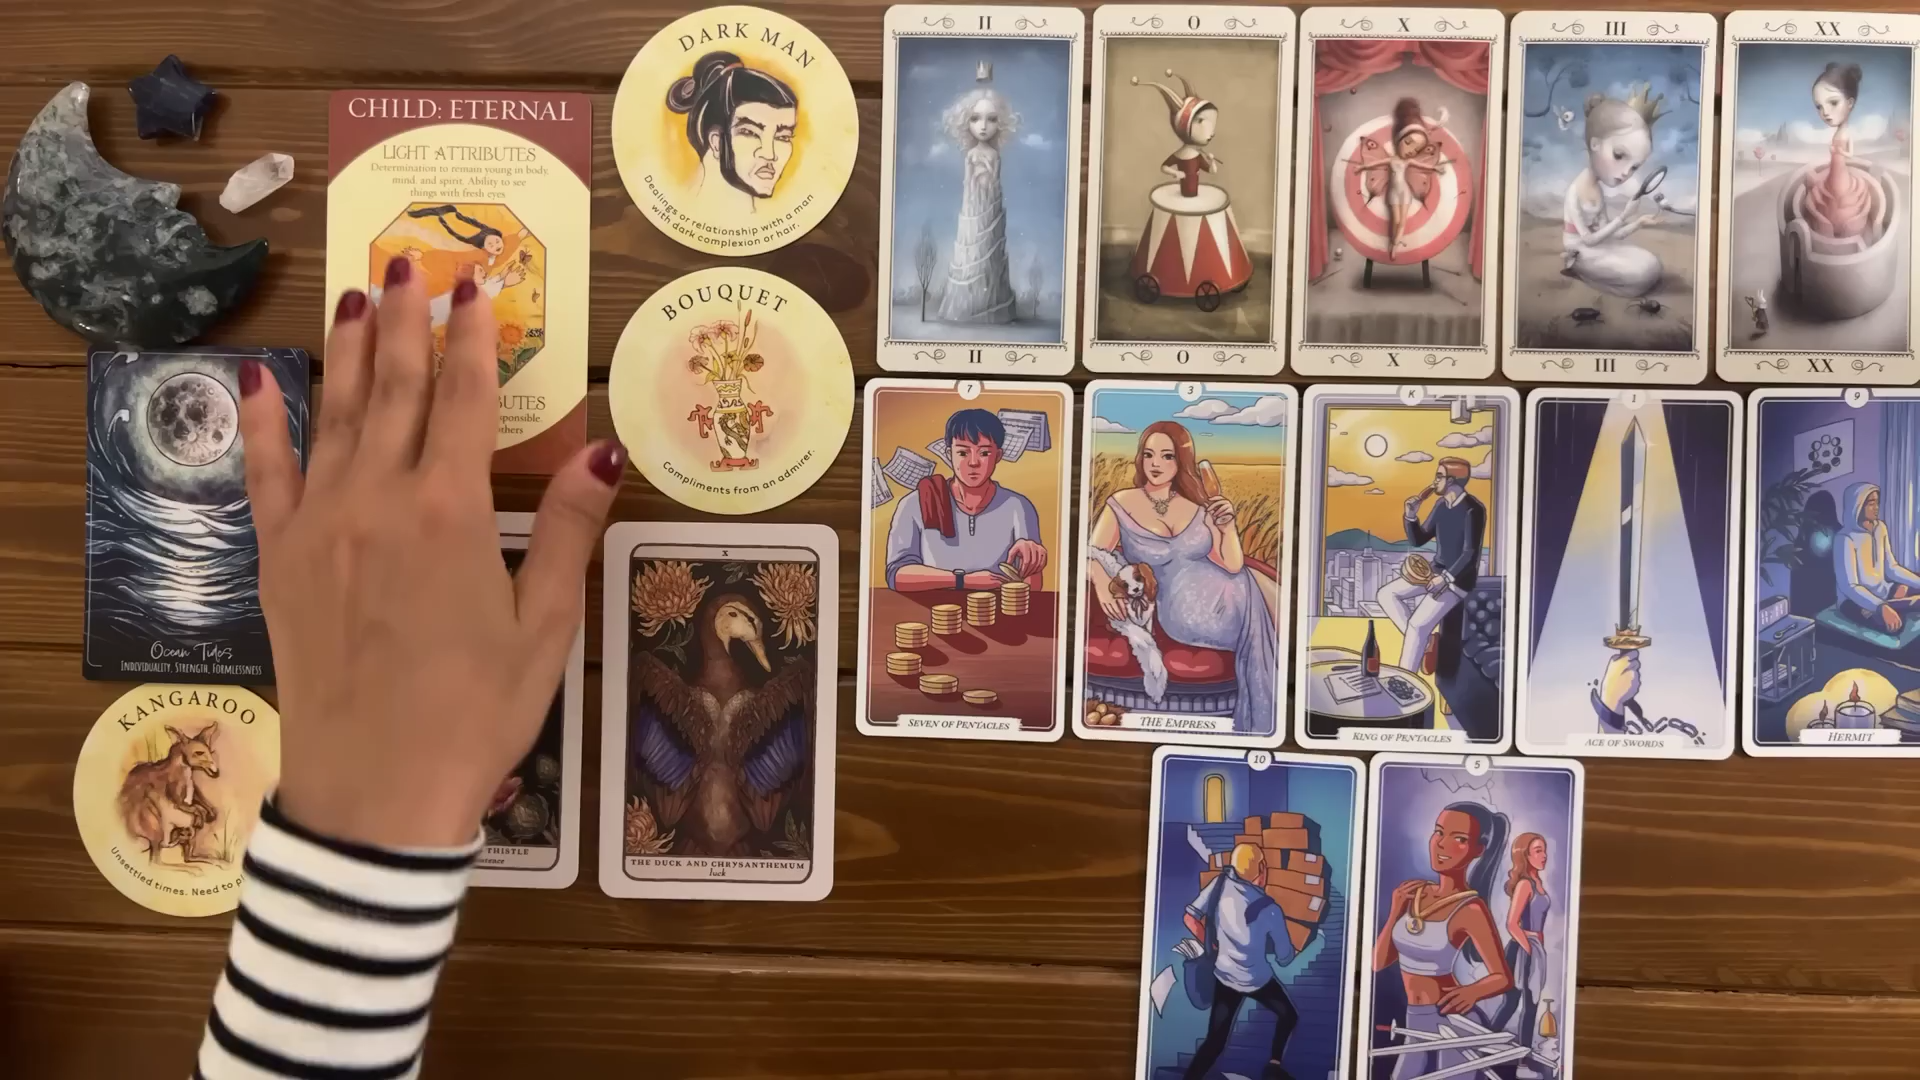 CHILD: ETERNAL
LIGHT ATTRIBUTES
Determination to remain young in body,
mind, and spirit. Ability to see
things with fresh eyes
DARK MAN
Dealings or relationship with a man
with dark complexion or hair.
BOUQUET
Compliments from an admirer.
Ocean Tides
INDIVIDUALITY, STRENGTH, FORMLESSNESS
KANGAROO
Unsettled times. Need to
THISTLE
X
THE DUCK AND CHRYSANTHEMUM
luck
II
II
O
O
X
X
III
III
XX
XX
7
SEVEN OF PENTACLES
3
THE EMPRESS
K
KING OF PENTACLES
1
ACE OF SWORDS
9
HERMIT
10
5